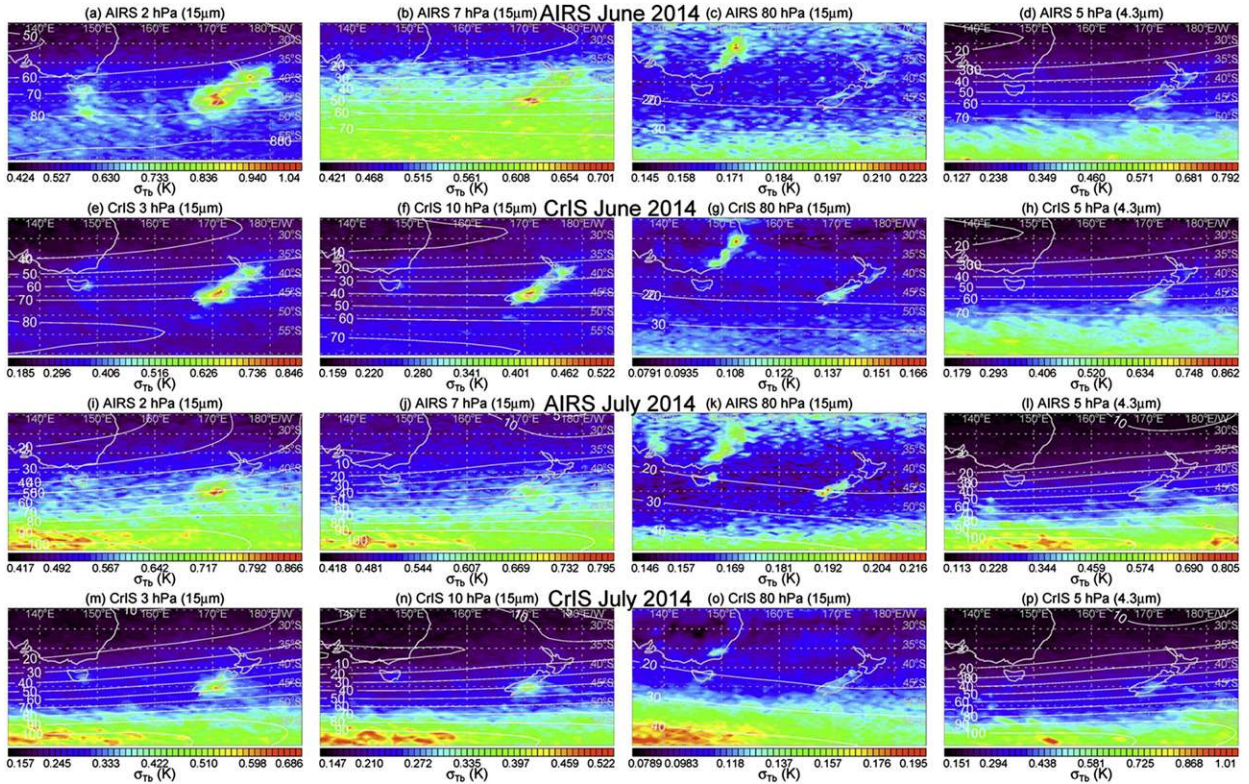 AIRS June 2014
(a) AIRS 2 hPa (15μm) (b) AIRS 7 hPa (15μm) (c) AIRS 80 hPa (15μm) (d) AIRS 5 hPa (4.3μm)
140°E 150°E 160°E 170°E 180°E/W
30°S
35°S
40°S
45°S
50°S
55°S
0.424 0.527 0.630 0.733 0.836 0.940 1.04
0.421 0.468 0.515 0.561 0.608 0.654 0.701
0.145 0.158 0.171 0.184 0.197 0.210 0.223
0.127 0.238 0.349 0.460 0.571 0.681 0.792
σTb (K) σTb (K) σTb (K) σTb (K)
CrIS June 2014
(e) CrIS 3 hPa (15μm) (f) CrIS 10 hPa (15μm) (g) CrIS 80 hPa (15μm) (h) CrIS 5 hPa (4.3μm)
0.185 0.296 0.406 0.516 0.626 0.736 0.846
0.159 0.220 0.280 0.341 0.401 0.462 0.522
0.0791 0.0935 0.108 0.122 0.137 0.151 0.166
0.179 0.293 0.406 0.520 0.634 0.748 0.862
σTb (K) σTb (K) σTb (K) σTb (K)
AIRS July 2014
(i) AIRS 2 hPa (15μm) (j) AIRS 7 hPa (15μm) (k) AIRS 80 hPa (15μm) (l) AIRS 5 hPa (4.3μm)
0.417 0.492 0.567 0.642 0.717 0.792 0.866
0.418 0.481 0.544 0.607 0.669 0.732 0.795
0.146 0.157 0.169 0.181 0.192 0.204 0.216
0.113 0.228 0.344 0.459 0.574 0.690 0.805
σTb (K) σTb (K) σTb (K) σTb (K)
CrIS July 2014
(m) CrIS 3 hPa (15μm) (n) CrIS 10 hPa (15μm) (o) CrIS 80 hPa (15μm) (p) CrIS 5 hPa (4.3μm)
0.157 0.245 0.333 0.422 0.510 0.598 0.686
0.147 0.210 0.272 0.335 0.397 0.459 0.522
0.0789 0.0983 0.118 0.137 0.156 0.176 0.195
0.151 0.294 0.438 0.581 0.725 0.868 1.01
σTb (K) σTb (K) σTb (K) σTb (K)